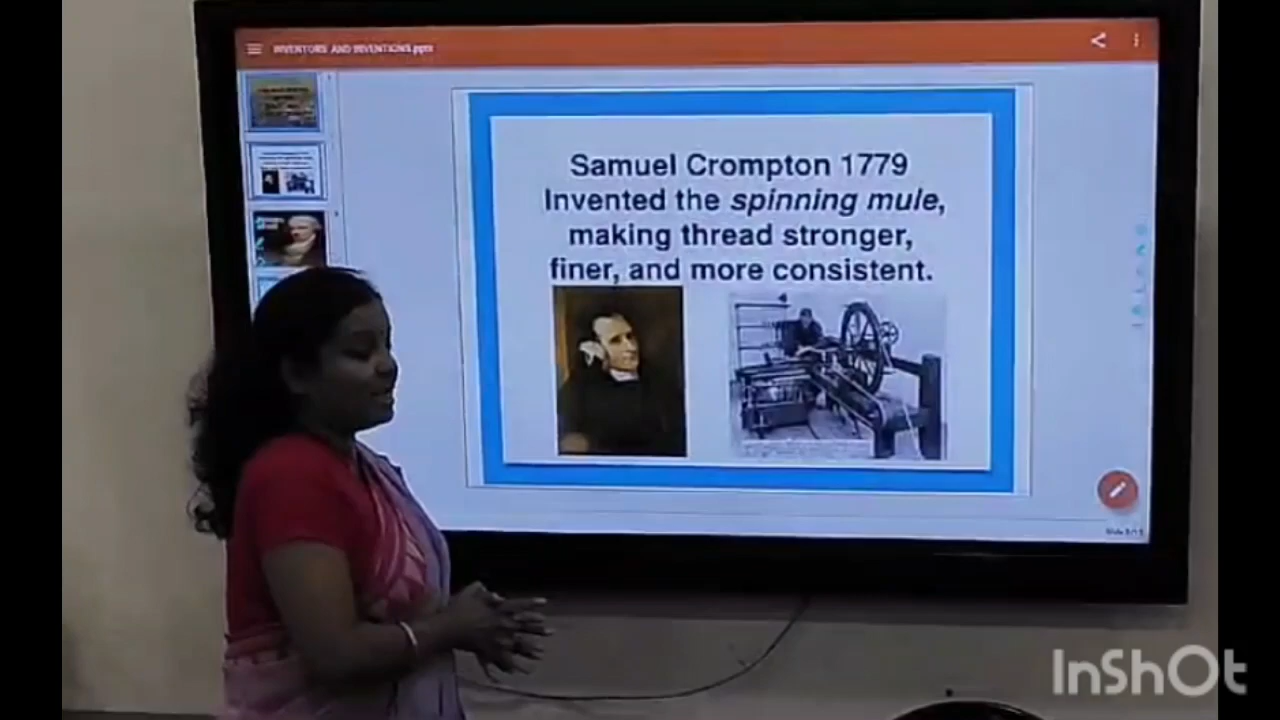 INVENTORS AND INVENTIONS.pptx
Samuel Crompton 1779
Invented the spinning mule,
making thread stronger,
finer, and more consistent.
InShOt